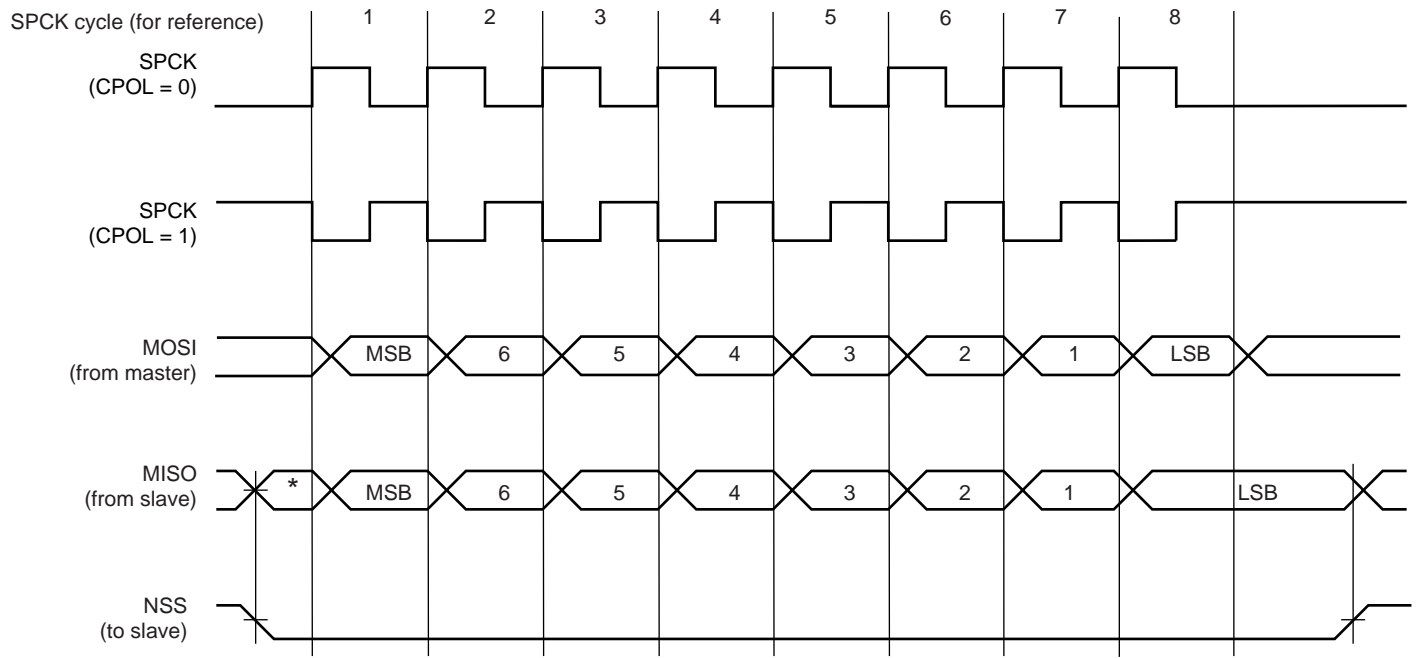 SPCK cycle (for reference) 1 2 3 4 5 6 7 8
SPCK
(CPOL = 0)
SPCK
(CPOL = 1)
MOSI
(from master)
MSB 6 5 4 3 2 1 LSB
MISO
(from slave)
* MSB 6 5 4 3 2 1 LSB
NSS
(to slave)